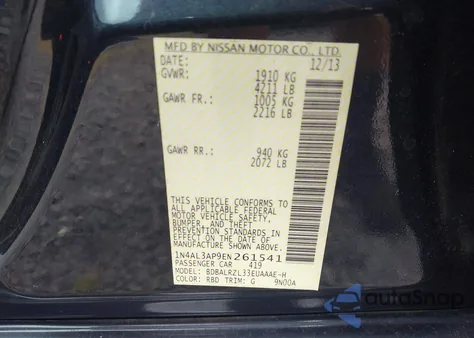 MFD BY NISSAN MOTOR CO., LTD.
DATE: 12/13
GVWR: 1910 KG
4211 LB
GAWR FR.: 1005 KG
2216 LB
GAWR RR.: 940 KG
2072 LB
THIS VEHICLE CONFORMS TO
ALL APPLICABLE FEDERAL
MOTOR VEHICLE SAFETY,
BUMPER, AND THEFT
PREVENTION STANDARDS IN
EFFECT ON THE DATE OF
MANUFACTURE SHOWN ABOVE.
1N4AL3AP9EN261541
PASSENGER CAR 419
MODEL: BDBALRZL33EUAAAE-H
COLOR: RBD TRIM: G 9N00A
autoSnap